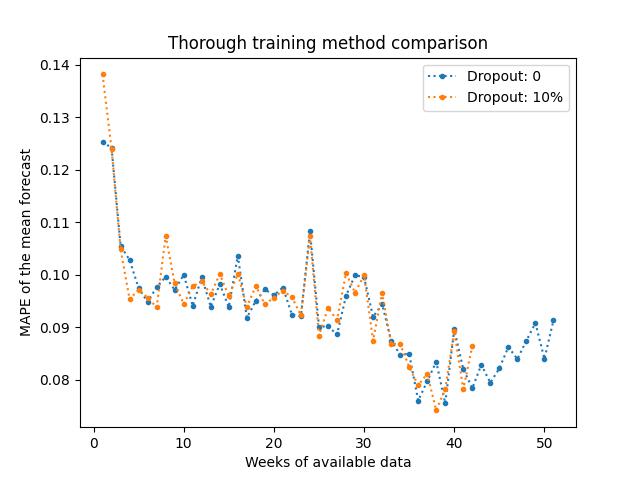 Thorough training method comparison
Dropout: 0
Dropout: 10%
MAPE of the mean forecast
0.14
0.13
0.12
0.11
0.10
0.09
0.08
0
10
20
30
40
50
Weeks of available data